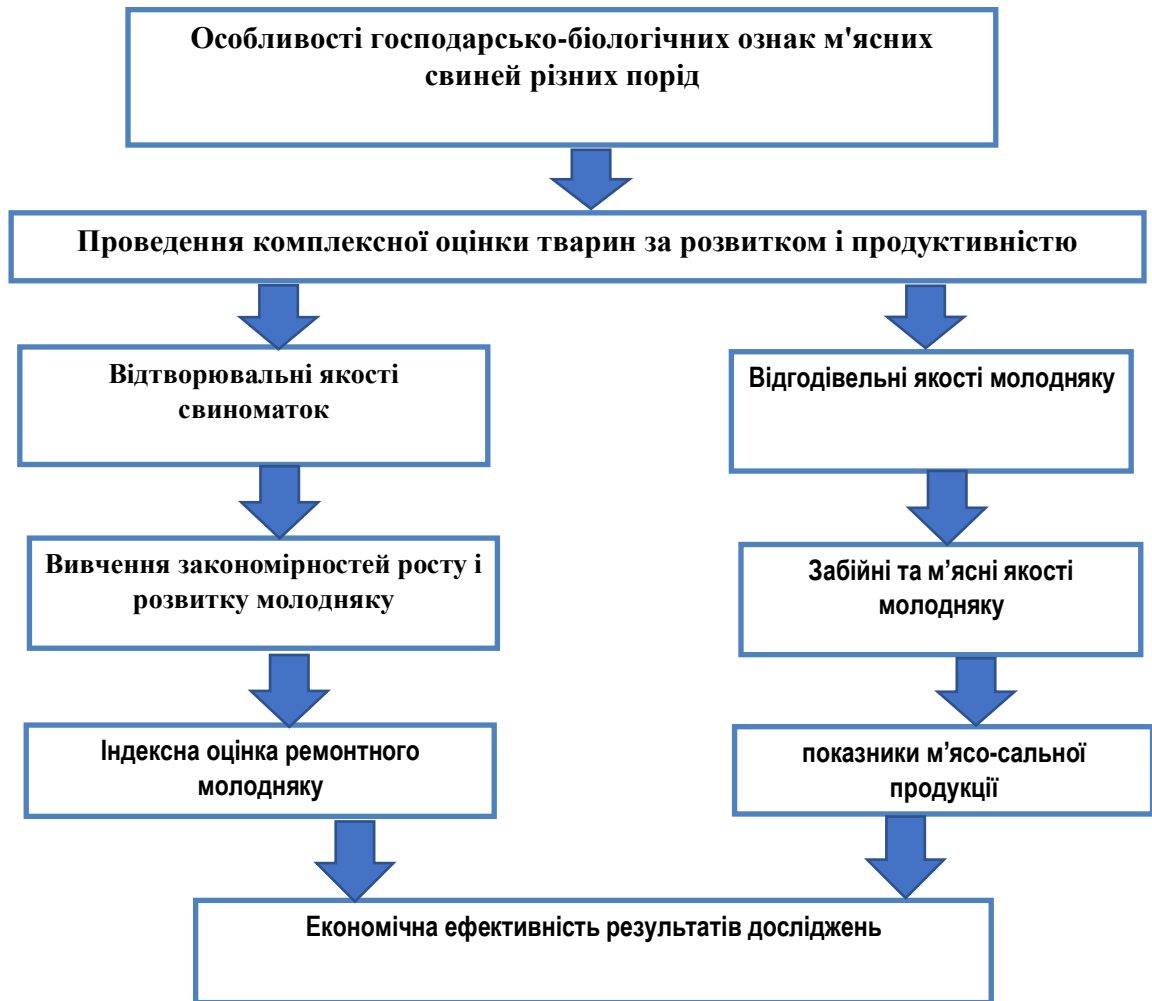 Особливості господарсько-біологічних ознак м'ясних
свиней різних порід
Проведення комплексної оцінки тварин за розвитком і продуктивністю
Відтворювальні якості
свиноматок
Відгодівельні якості молодняку
Вивчення закономірностей росту і
розвитку молодняку
Забійні та м’ясні якості
молодняку
Індексна оцінка ремонтного
молодняку
показники м’ясо-сальної
продукції
Економічна ефективність результатів досліджень